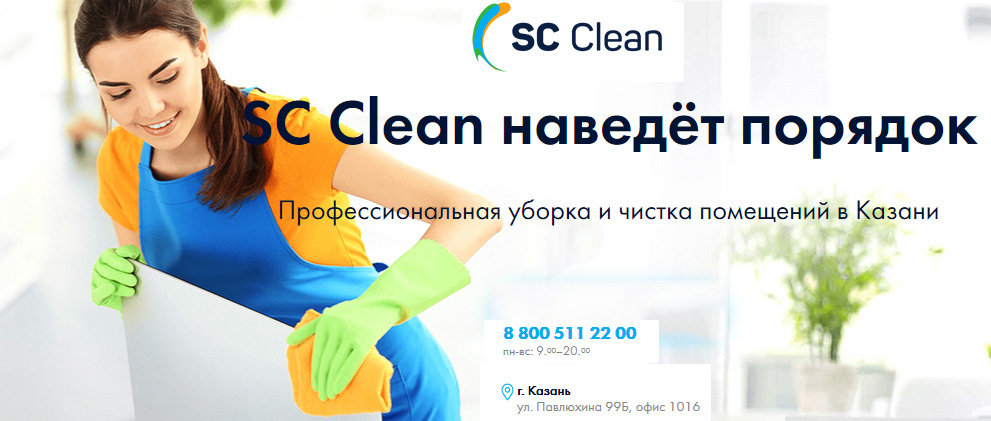 SC Clean
SC Clean наведёт порядок
Профессиональная уборка и чистка помещений в Казани
8 800 511 22 00
пн-вс: 9.⁰⁰–20.⁰⁰
г. Казань
ул. Павлюхина 99Б, офис 1016